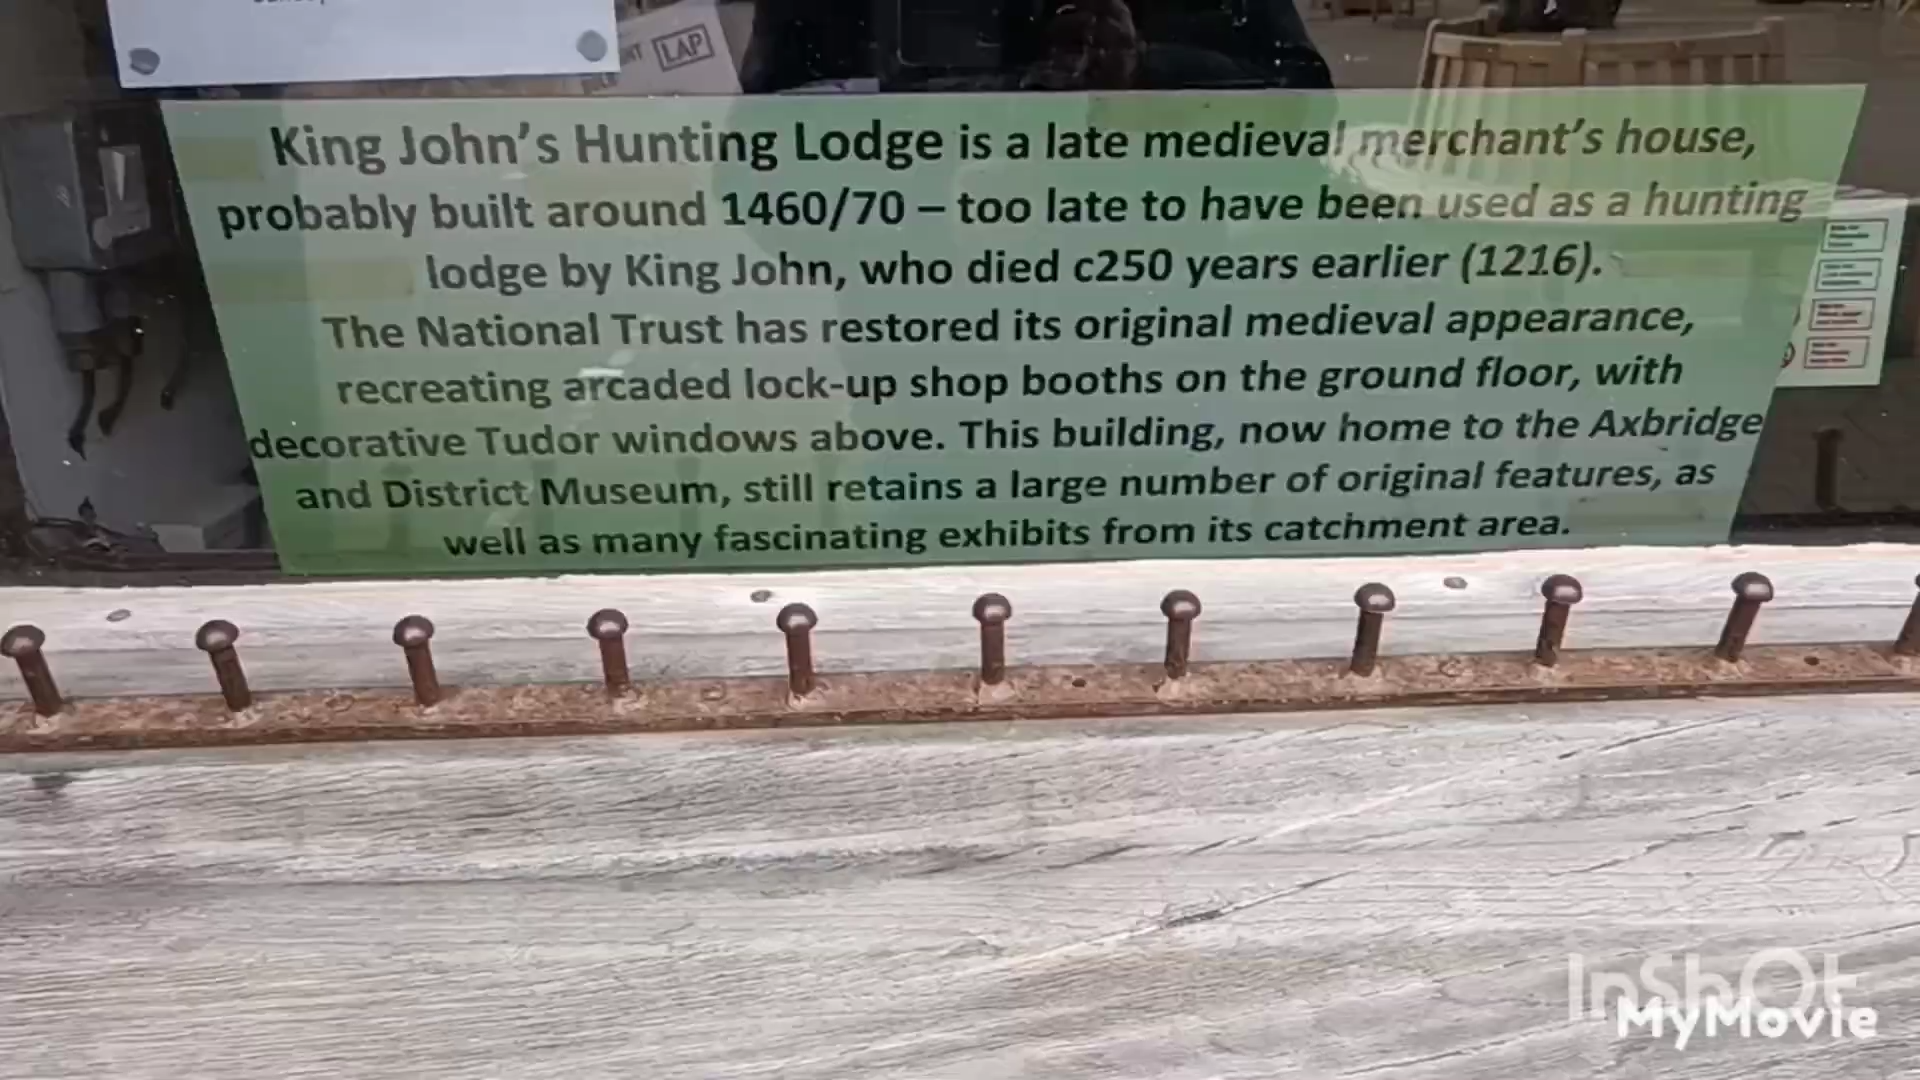 LAP
King John's Hunting Lodge is a late medieval merchant's house,
probably built around 1460/70 – too late to have been used as a hunting
lodge by King John, who died c250 years earlier (1216).
The National Trust has restored its original medieval appearance,
recreating arcaded lock-up shop booths on the ground floor, with
decorative Tudor windows above. This building, now home to the Axbridge
and District Museum, still retains a large number of original features, as
well as many fascinating exhibits from its catchment area.
InShOt
MyMovie